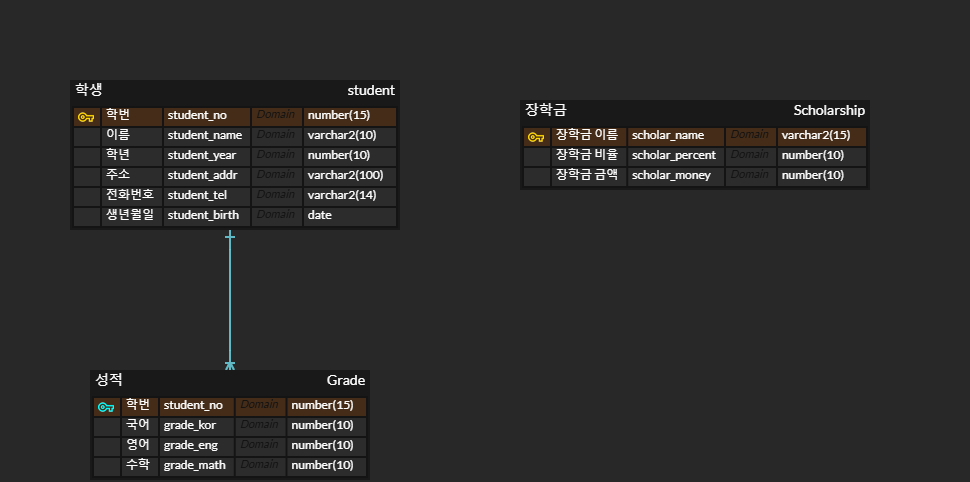 학생 student
학번 student_no Domain number(15)
이름 student_name Domain varchar2(10)
학년 student_year Domain number(10)
주소 student_addr Domain varchar2(100)
전화번호 student_tel Domain varchar2(14)
생년월일 student_birth Domain date
장학금 Scholarship
장학금 이름 scholar_name Domain varchar2(15)
장학금 비율 scholar_percent Domain number(10)
장학금 금액 scholar_money Domain number(10)
성적 Grade
학번 student_no Domain number(15)
국어 grade_kor Domain number(10)
영어 grade_eng Domain number(10)
수학 grade_math Domain number(10)